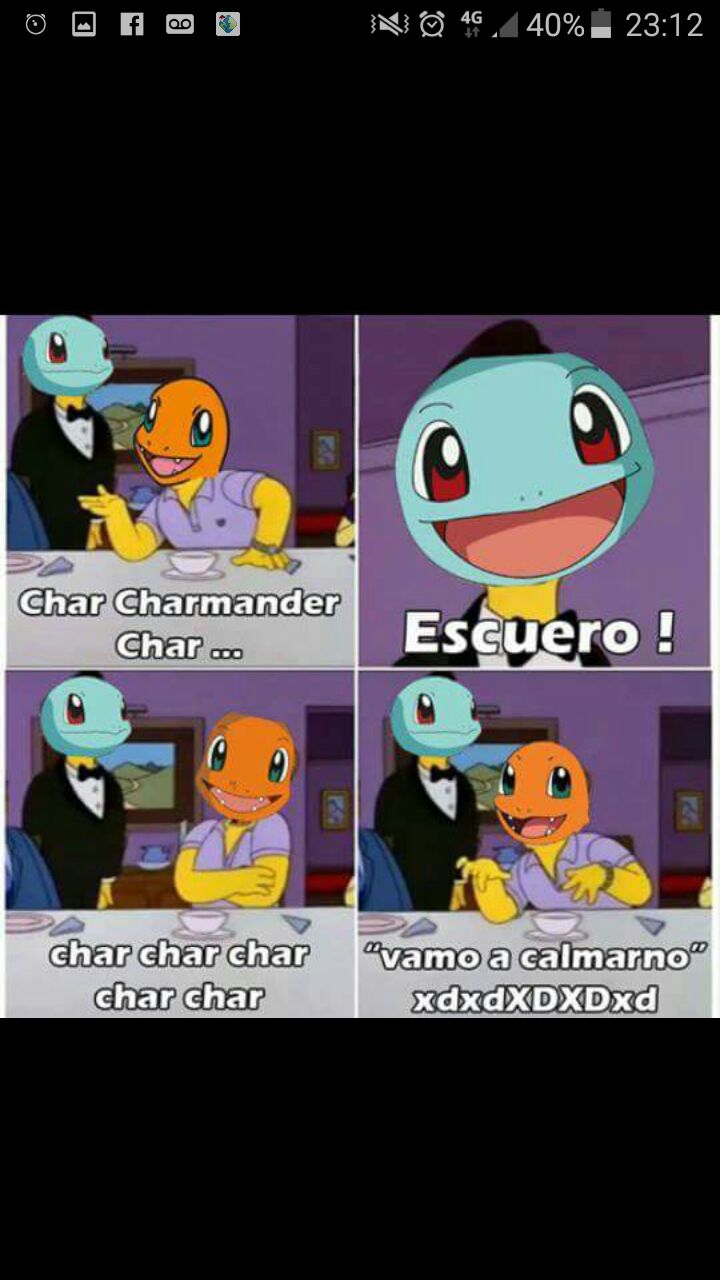 4G 40% 23:12
Char Charmander
Char ...
Escuero !
char char char
char char
“vamo a calmarno”
xdxdXDXDxd